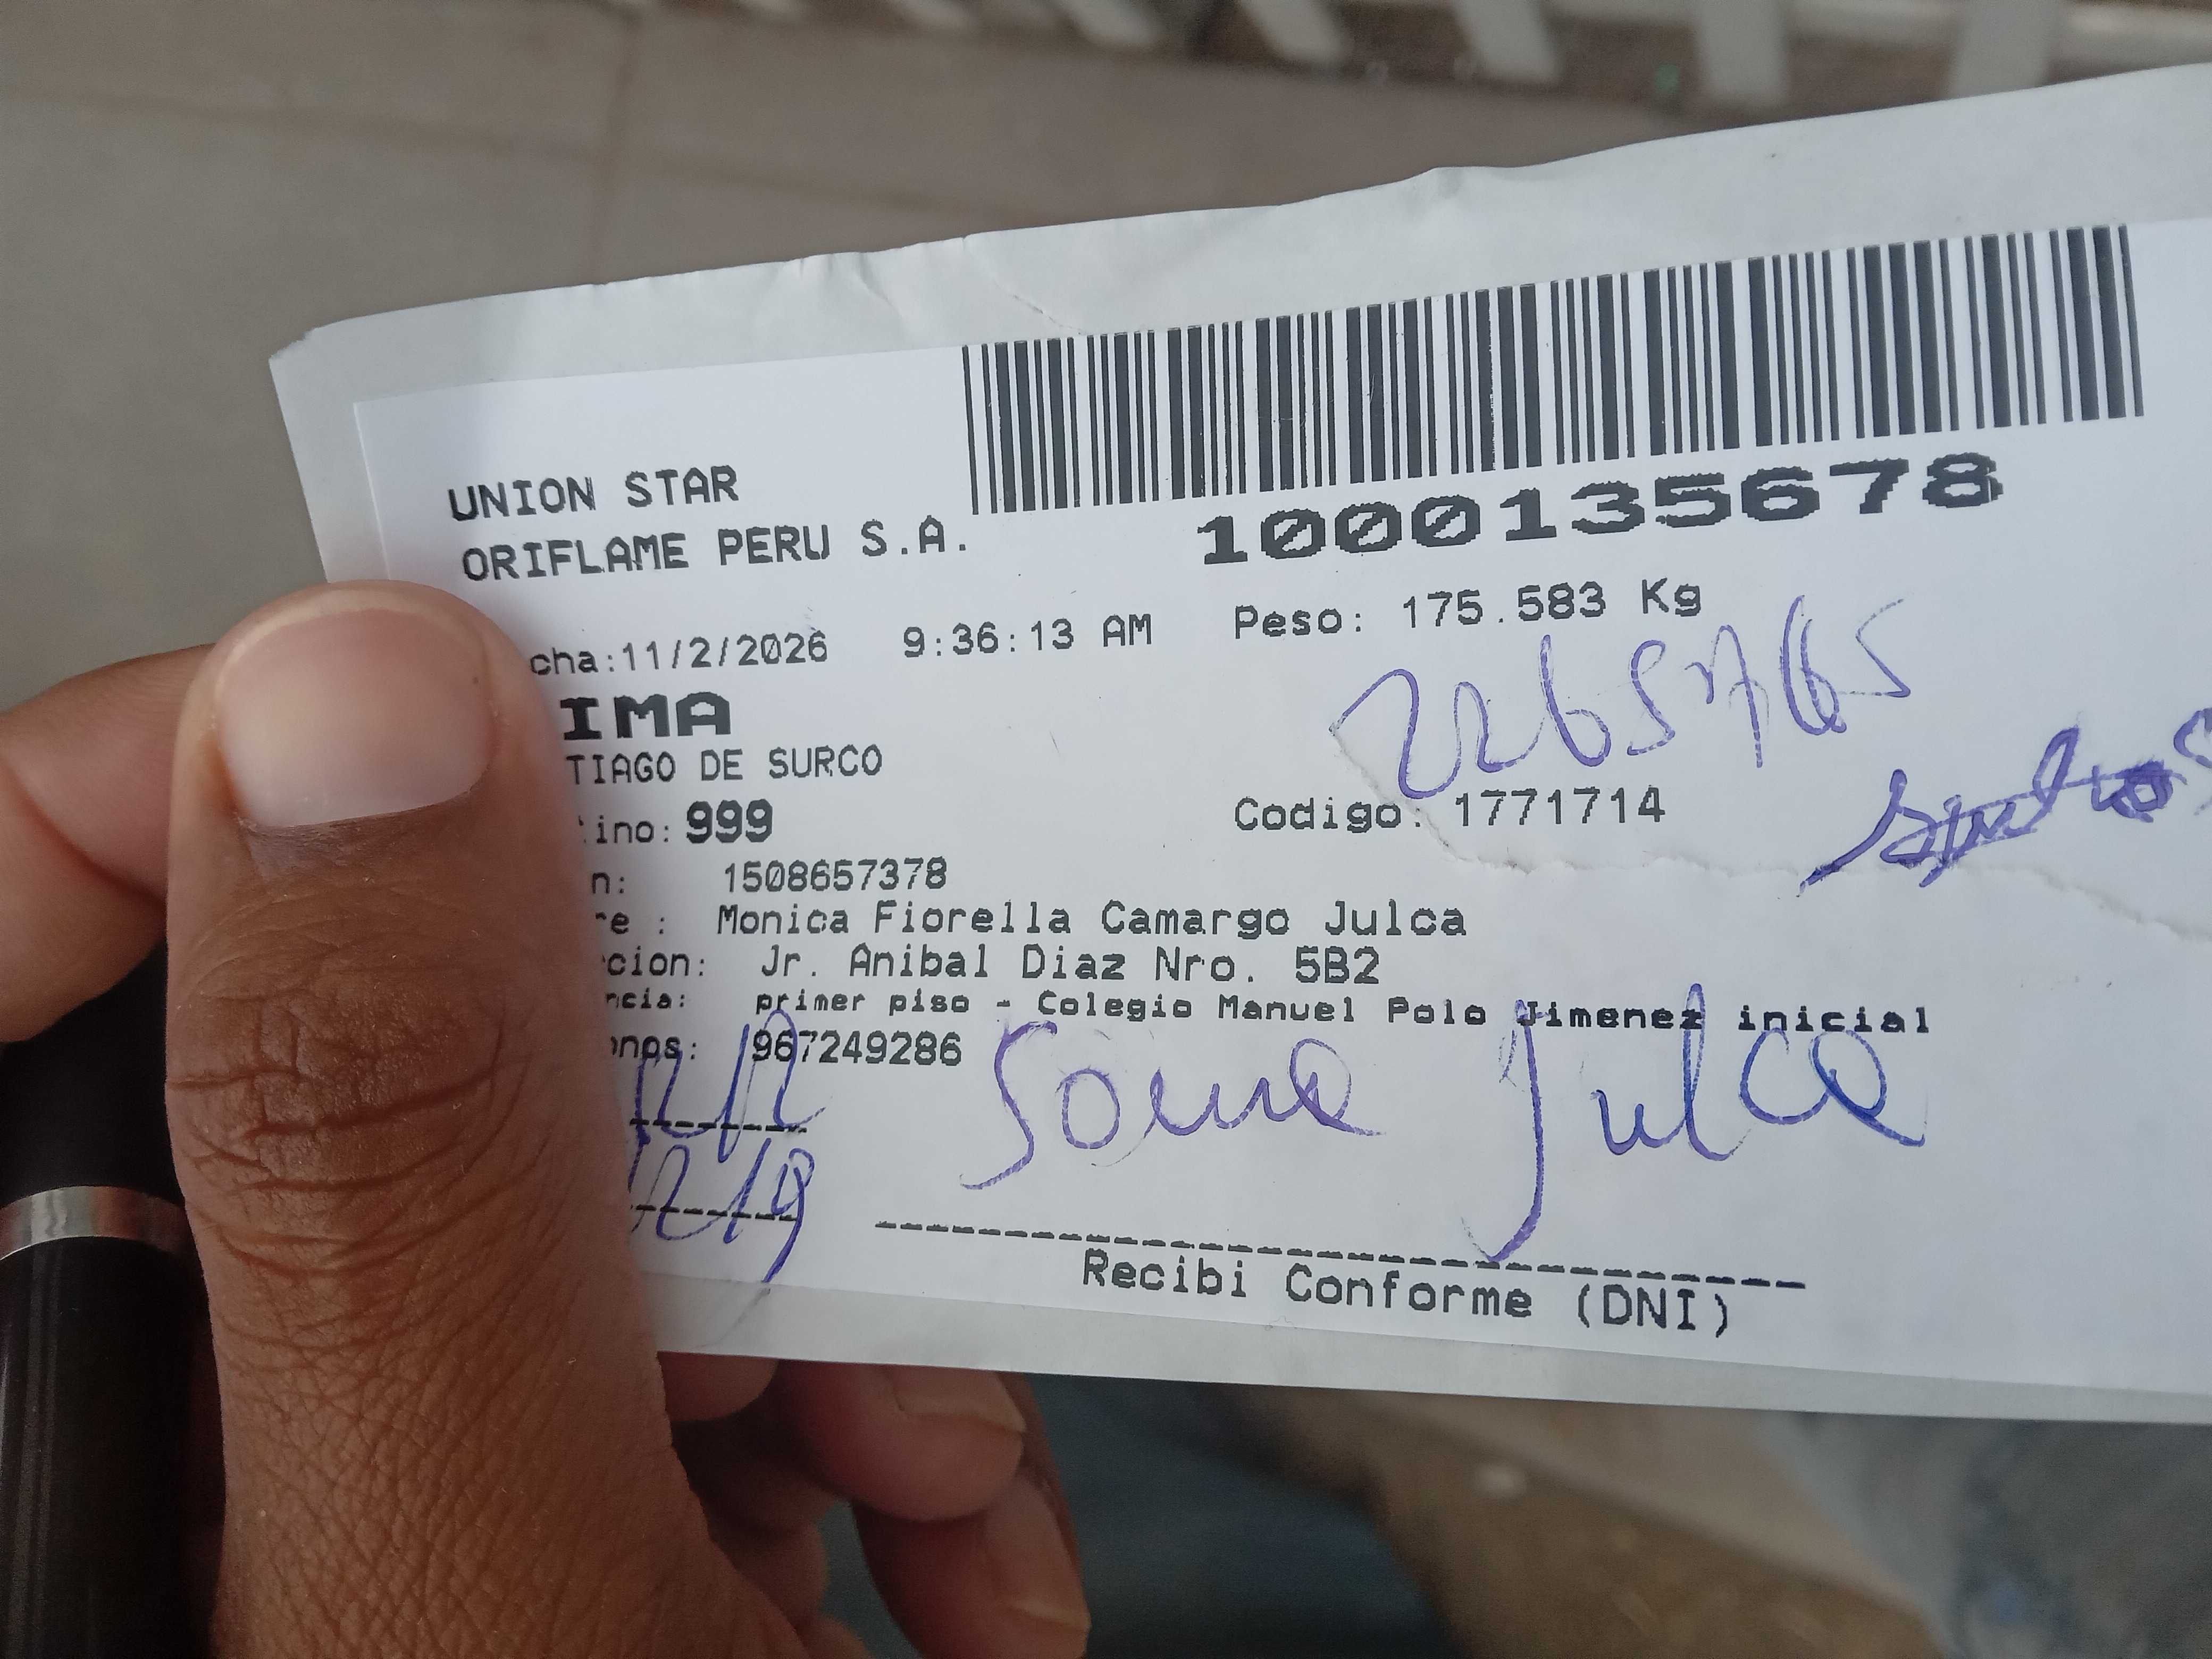 UNION STAR
ORIFLAME PERU S.A.
1000135678
cha:11/2/2026 9:36:13 AM Peso: 175.583 Kg
IMA
TIAGO DE SURCO
ino: 999 Codigo: 1771714
n: 1508657378
re : Monica Fiorella Camargo Julca
cion: Jr. Anibal Diaz Nro. 5B2
ncia: primer piso - Colegio Manuel Polo Jimenez inicial
onos: 967249286
Julca
Recibi Conforme (DNI)